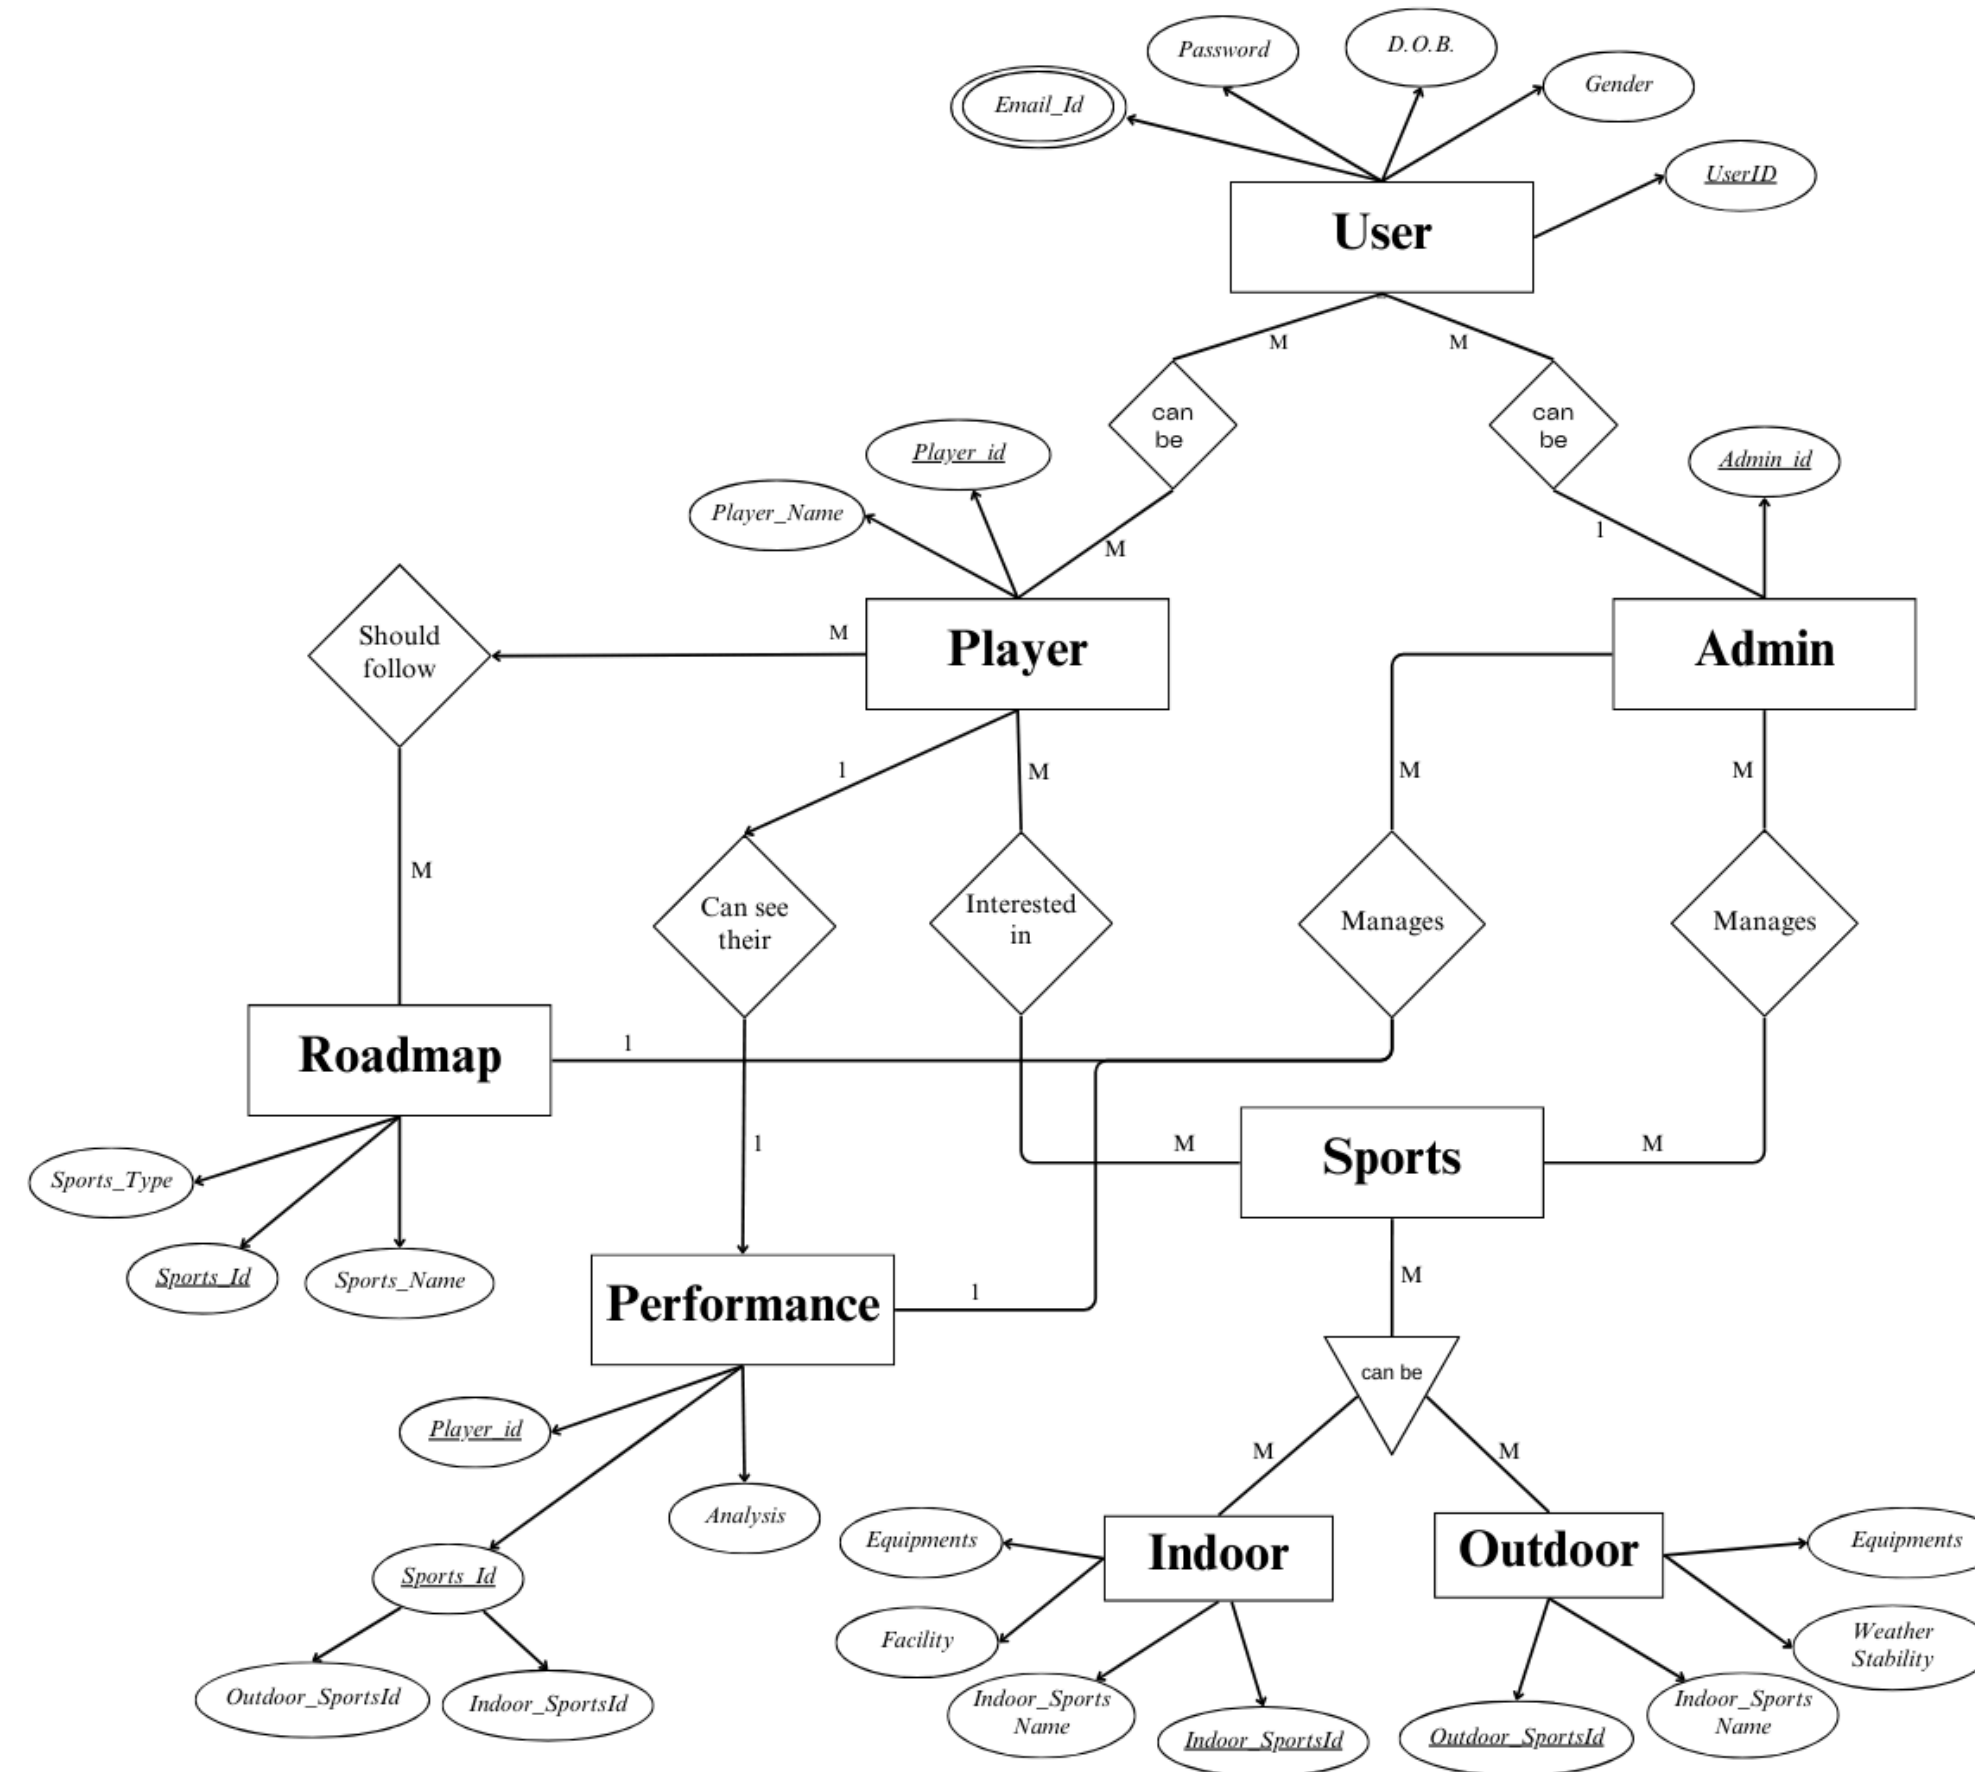 D.O.B.
Password
Gender
Email_Id
UserID
User
M
M
can
be
can
be
Player_id
Admin_id
Player_Name
1
M
Should
follow
M
Player
Admin
1
M
M
M
M
Can see
their
Interested
in
Manages
Manages
Roadmap
1
1
M
Sports
M
Sports_Type
Sports_Id
Sports_Name
Performance
1
M
can be
Player_id
M
M
Analysis
Equipments
Indoor
Outdoor
Equipments
Sports_Id
Facility
Weather
Stability
Outdoor_SportsId
Indoor_SportsId
Indoor_Sports
Name
Indoor_SportsId
Outdoor_SportsId
Indoor_Sports
Name